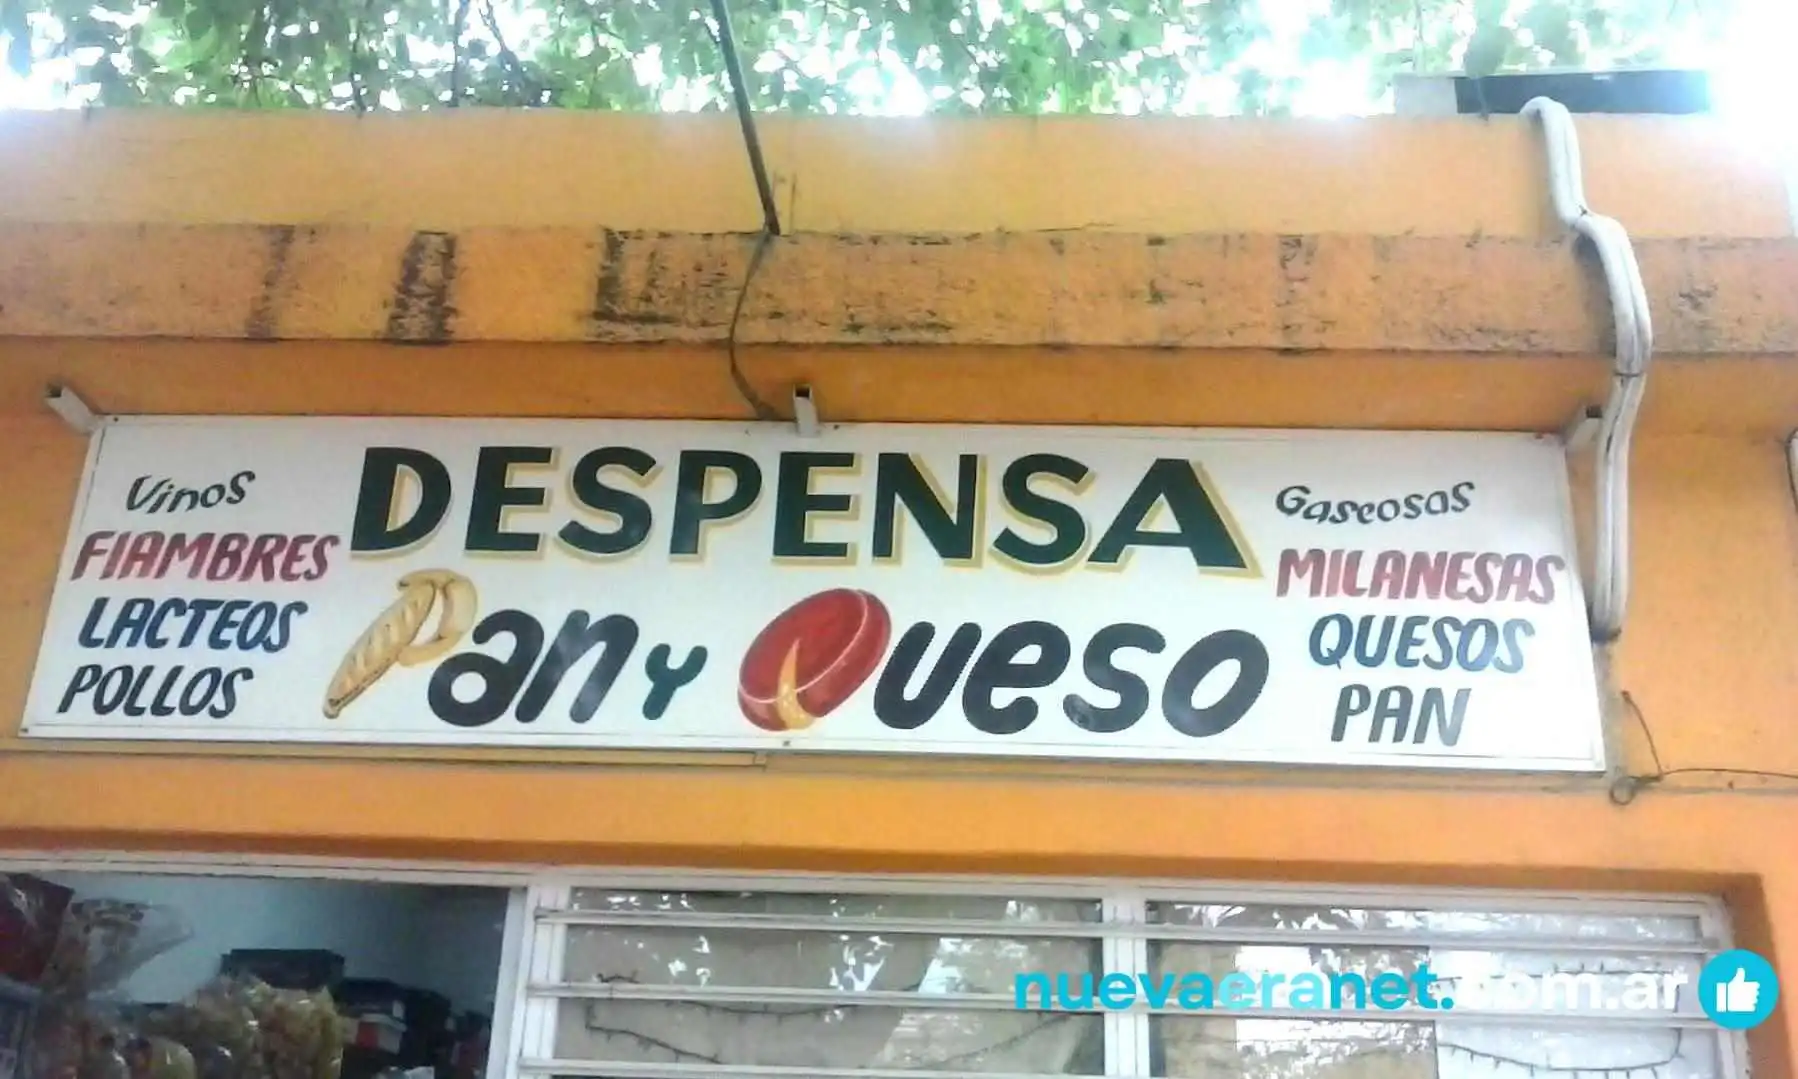 Vinos
FIAMBRES
LACTEOS
POLLOS
DESPENSA
Pan y Queso
Gaseosas
MILANESAS
QUESOS
PAN
nuevaeranet.com.ar